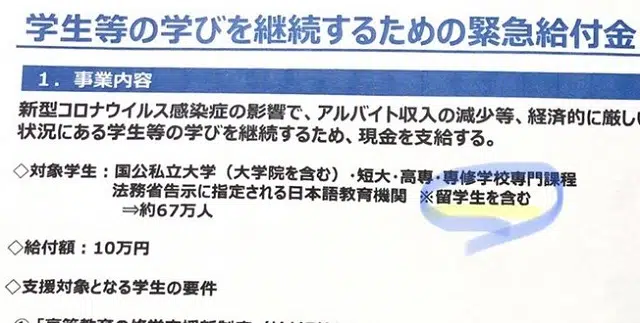 学生等の学びを継続するための緊急給付金
1．事業内容
新型コロナウイルス感染症の影響で、アルバイト収入の減少等、経済的に厳しい
状況にある学生等の学びを継続するため、現金を支給する。
◇対象学生：国公私立大学（大学院を含む）・短大・高専・専修学校専門課程
法務省告示に指定される日本語教育機関 ※留学生を含む
⇒約67万人
◇給付額：10万円
◇支援対象となる学生の要件